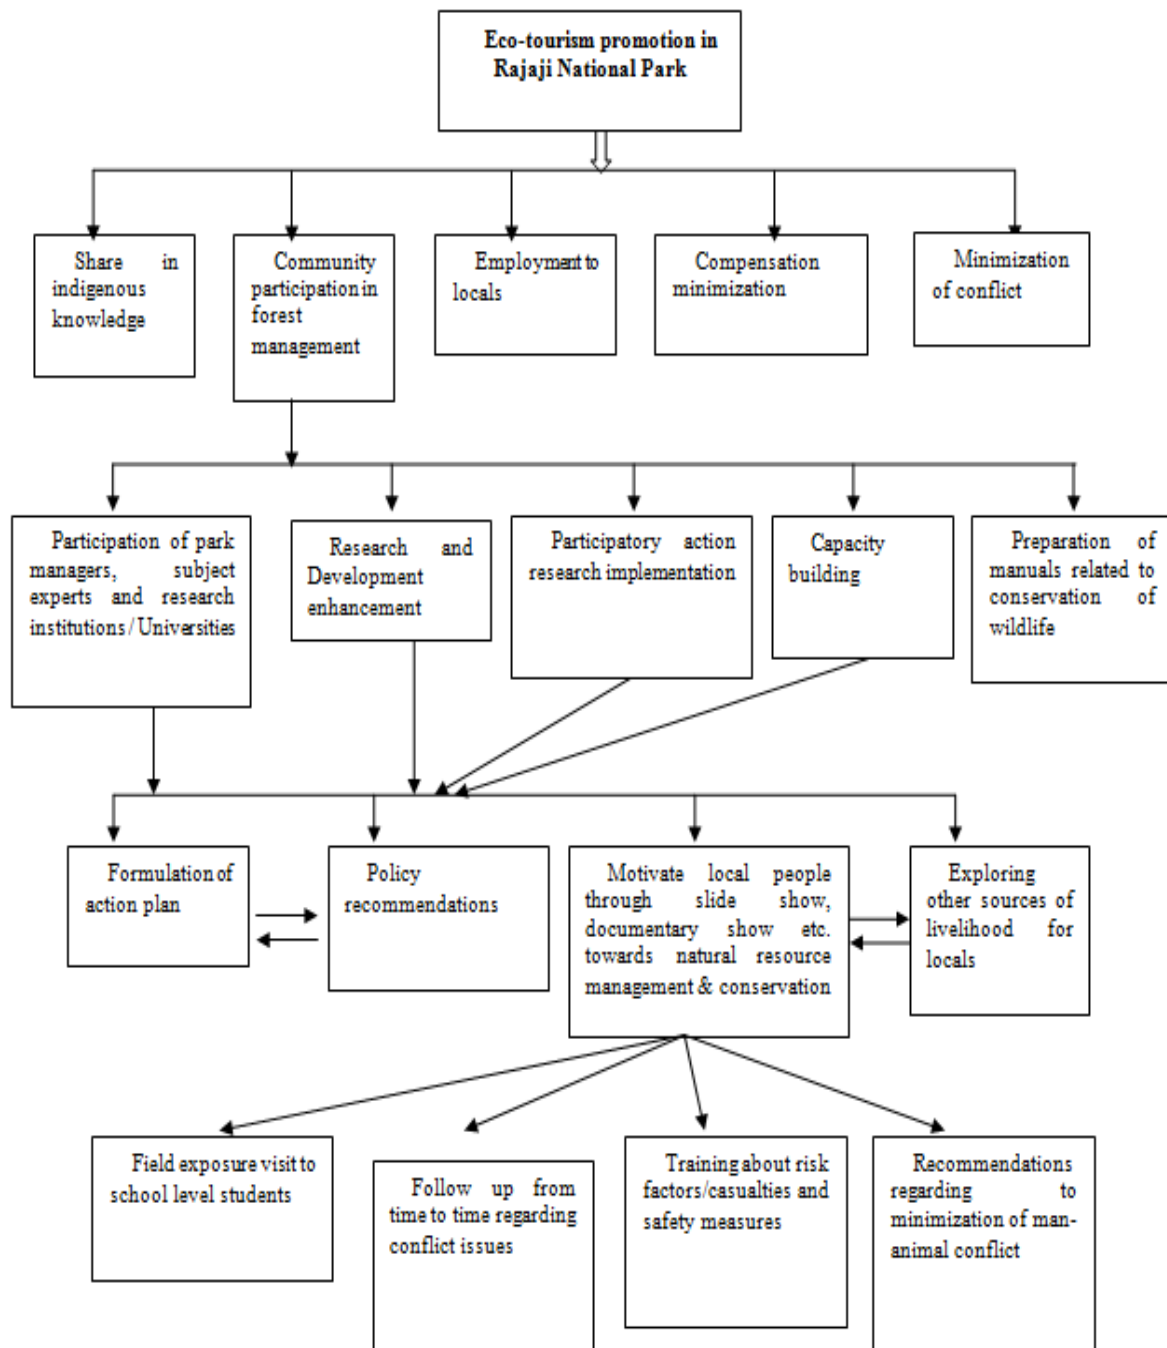 Eco-tourism promotion in
Rajaji National Park
Share in
indigenous
knowledge
Community
participation in
forest
management
Employment to
locals
Compensation
minimization
Minimization
of conflict
Participation of park
managers, subject
experts and research
institutions / Universities
Research and
Development
enhancement
Participatory action
research implementation
Capacity
building
Preparation of
manuals related to
conservation of
wildlife
Formulation of
action plan
Policy
recommendations
Motivate local people
through slide show,
documentary show etc.
towards natural resource
management & conservation
Exploring
other sources of
livelihood for
locals
Field exposure visit to
school level students
Follow up from
time to time regarding
conflict issues
Training about risk
factors/casualties and
safety measures
Recommendations
regarding to
minimization of man-
animal conflict